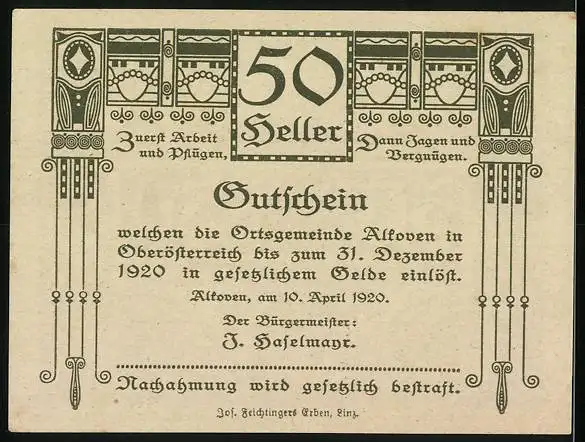 50
Heller
Zuerst Arbeit
und Pflügen,
Dann Jagen und
Vergnügen.
Gutschein
welchen die Ortsgemeinde Alkoven in
Oberösterreich bis zum 31. Dezember
1920 in gesetzlichem Gelde einlöst.
Alkoven, am 10. April 1920.
Der Bürgermeister:
J. Haselmayr.
Nachahmung wird gesetzlich bestraft.
Jos. Feichtingers Erben, Linz.